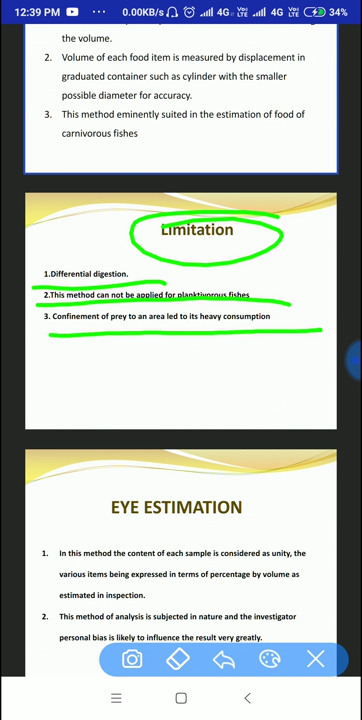 12:39 PM ... 0.00KB/s 4G VoLTE 4G VoLTE 34%
the volume.
2. Volume of each food item is measured by displacement in
graduated container such as cylinder with the smaller
possible diameter for accuracy.
3. This method eminently suited in the estimation of food of
carnivorous fishes
Limitation
1.Differential digestion.
2.This method can not be applied for planktivorous fishes
3. Confinement of prey to an area led to its heavy consumption
EYE ESTIMATION
1. In this method the content of each sample is considered as unity, the
various items being expressed in terms of percentage by volume as
estimated in inspection.
2. This method of analysis is subjected in nature and the investigator
personal bias is likely to influence the result very greatly.